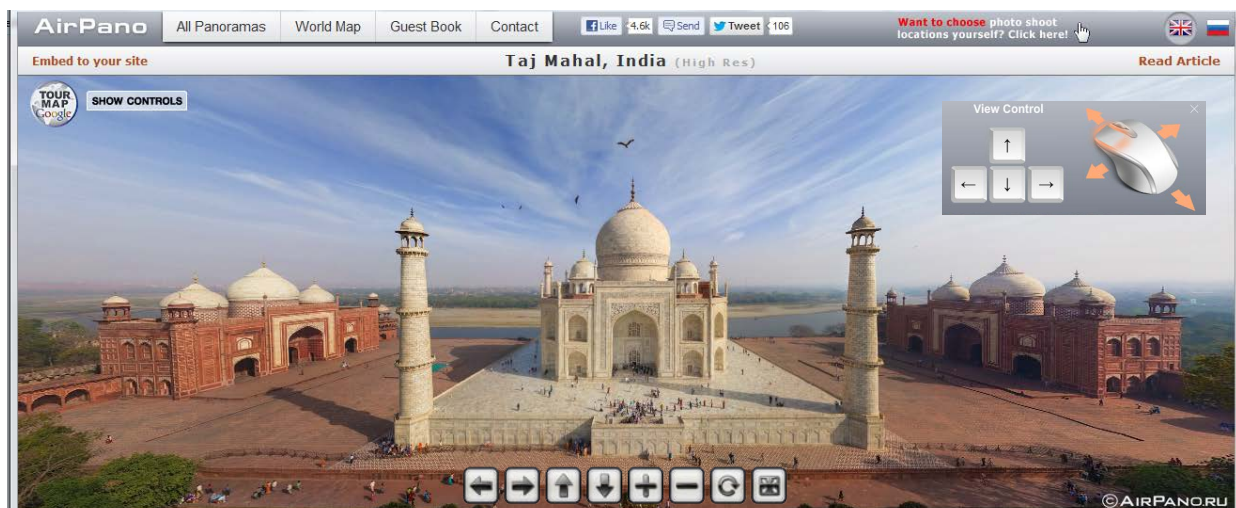 AirPano All Panoramas World Map Guest Book Contact Like 4.6k Send Tweet 106 Want to choose photo shoot
locations yourself? Click here!
Embed to your site Taj Mahal, India (High Res) Read Article
TOUR
MAP
Google
SHOW CONTROLS
View Control
© AIRPANO.RU